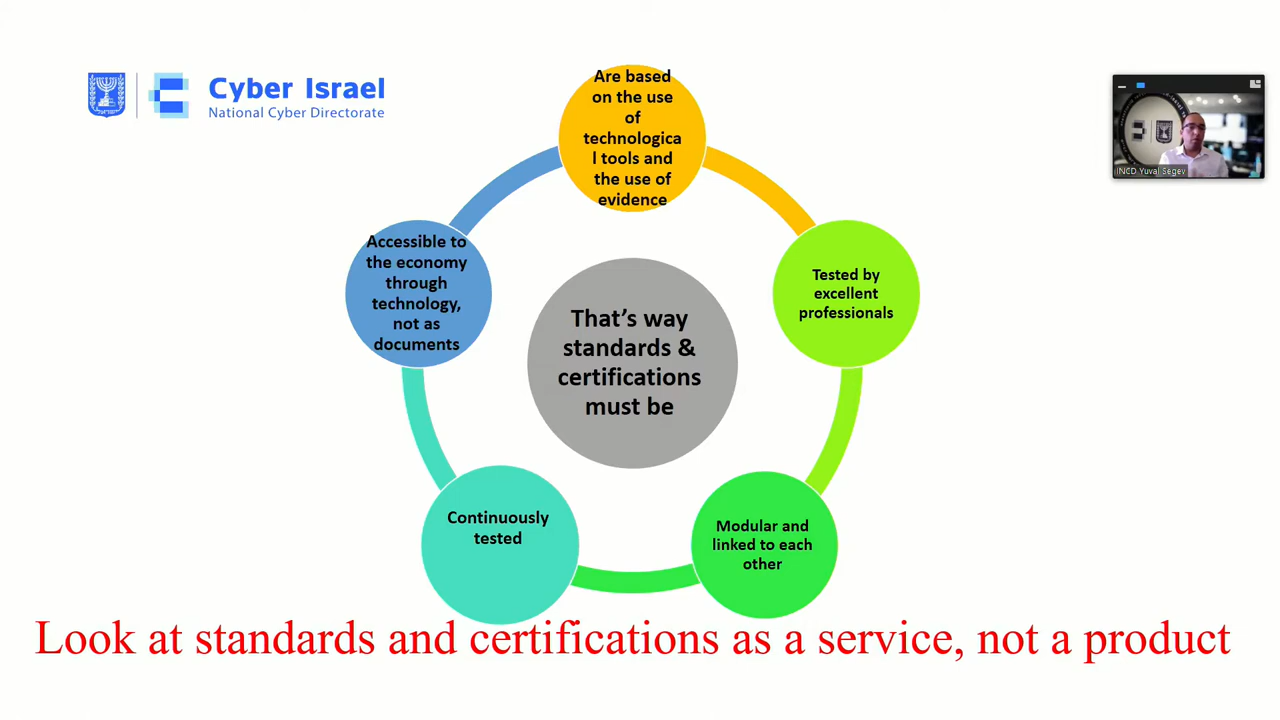 Cyber Israel
National Cyber Directorate
Are based
on the use
of
technologica
l tools and
the use of
evidence
INCD Yuval Segev
Accessible to
the economy
through
technology,
not as
documents
Tested by
excellent
professionals
That's way
standards &
certifications
must be
Continuously
tested
Modular and
linked to each
other
Look at standards and certifications as a service, not a product